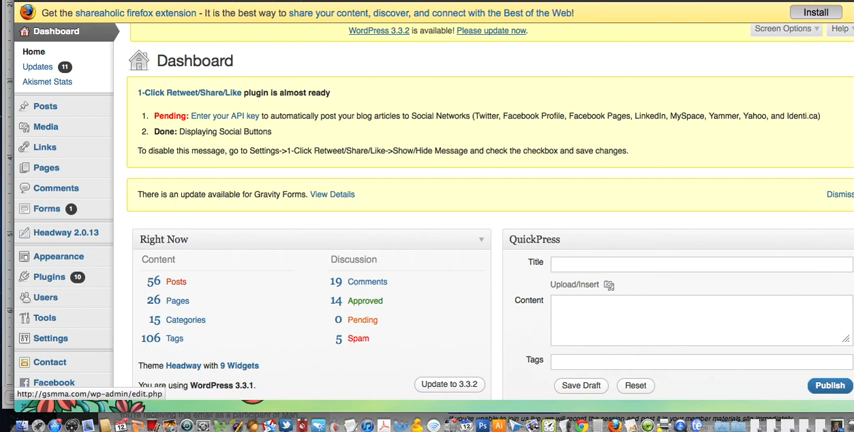 Get the shareaholic firefox extension - It is the best way to share your content, discover, and connect with the Best of the Web!
Install
Dashboard
WordPress 3.3.2 is available! Please update now.
Screen Options
Help
Home
Updates 11
Akismet Stats
Posts
Media
Links
Pages
Comments
Forms 1
Headway 2.0.13
Appearance
Plugins 10
Users
Tools
Settings
Contact
Facebook
http://gsmma.com/wp-admin/edit.php
Dashboard
1-Click Retweet/Share/Like plugin is almost ready
1. Pending: Enter your API key to automatically post your blog articles to Social Networks (Twitter, Facebook Profile, Facebook Pages, LinkedIn, MySpace, Yammer, Yahoo, and Identi.ca)
2. Done: Displaying Social Buttons
To disable this message, go to Settings->1-Click Retweet/Share/Like->Show/Hide Message and check the checkbox and save changes.
There is an update available for Gravity Forms. View Details
Dismiss
Right Now
Content
56 Posts
26 Pages
15 Categories
106 Tags
Discussion
19 Comments
14 Approved
0 Pending
5 Spam
Theme Headway with 9 Widgets
You are using WordPress 3.3.1.
Update to 3.3.2
QuickPress
Title
Upload/Insert
Content
Tags
Save Draft
Reset
Publish